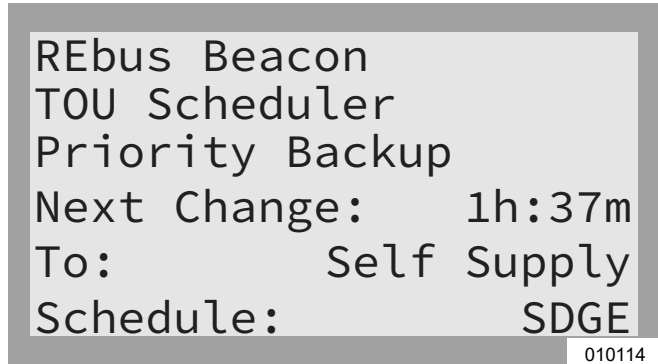 REbus Beacon
TOU Scheduler
Priority Backup
Next Change: 1h:37m
To: Self Supply
Schedule: SDGE
010114